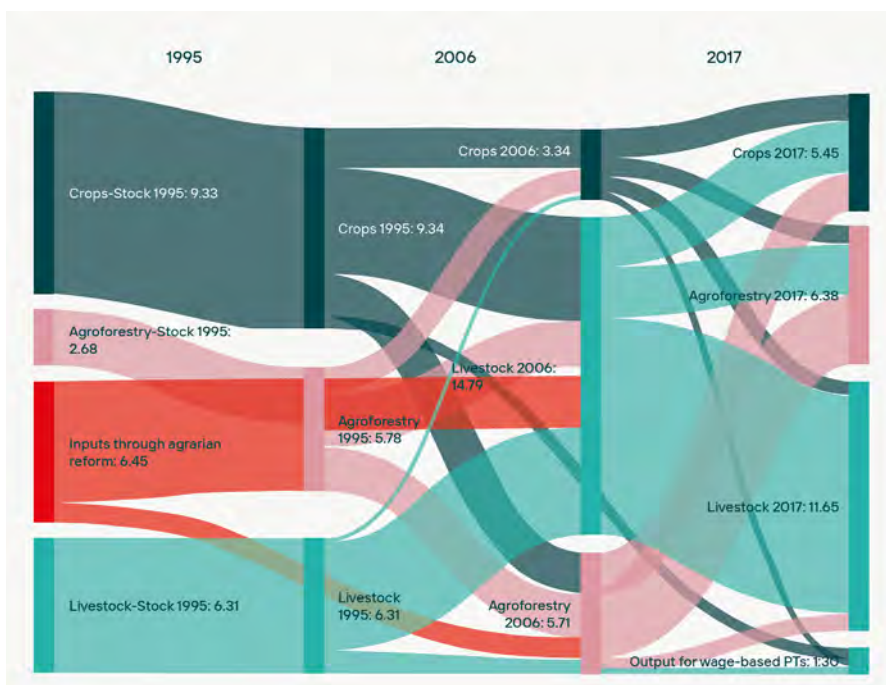 1995
2006
2017
Crops-Stock 1995: 9.33
Agroforestry-Stock 1995:
2.68
Inputs through agrarian
reform: 6.45
Livestock-Stock 1995: 6.31
Crops 1995: 9.34
Agroforestry
1995: 5.78
Livestock
1995: 6.31
Crops 2006: 3.34
Livestock 2006:
14.79
Agroforestry
2006: 5.71
Crops 2017: 5.45
Agroforestry 2017: 6.38
Livestock 2017: 11.65
Output for wage-based PTs: 1.30